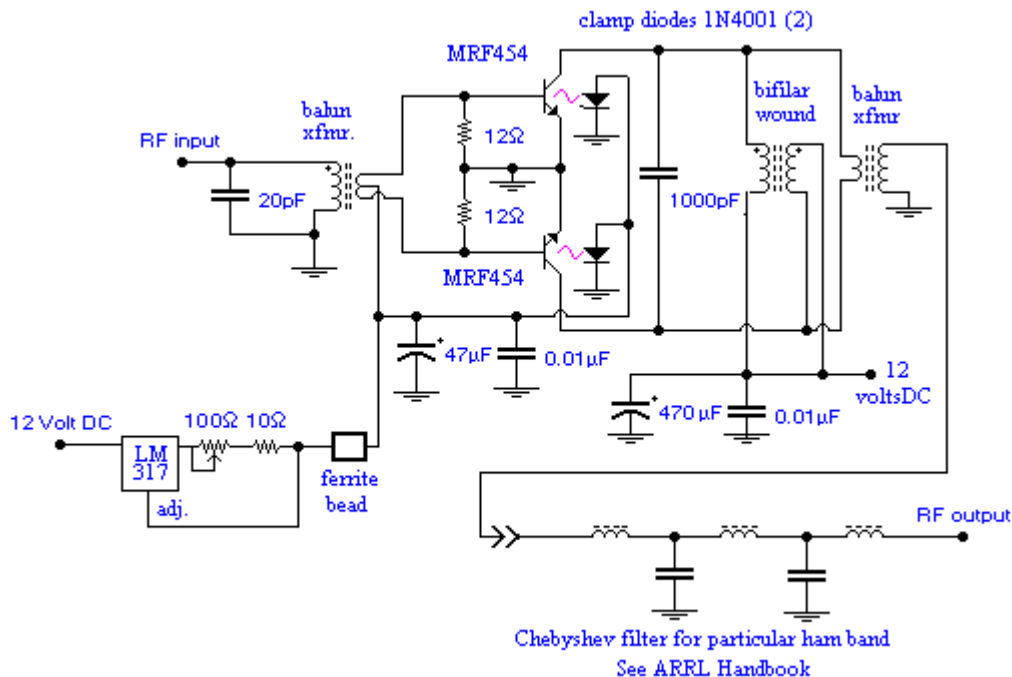 clamp diodes 1N4001 (2)
MRF454
balun
xfmr.
bifilar
wound
balun
xfmr
RF input
12Ω
20pF
1000pF
12Ω
MRF454
+
47µF
0.01µF
12
voltsDC
+
470µF
0.01µF
12 Volt DC
100Ω 10Ω
LM
317
ferrite
bead
adj.
RF output
Chebyshev filter for particular ham band
See ARRL Handbook